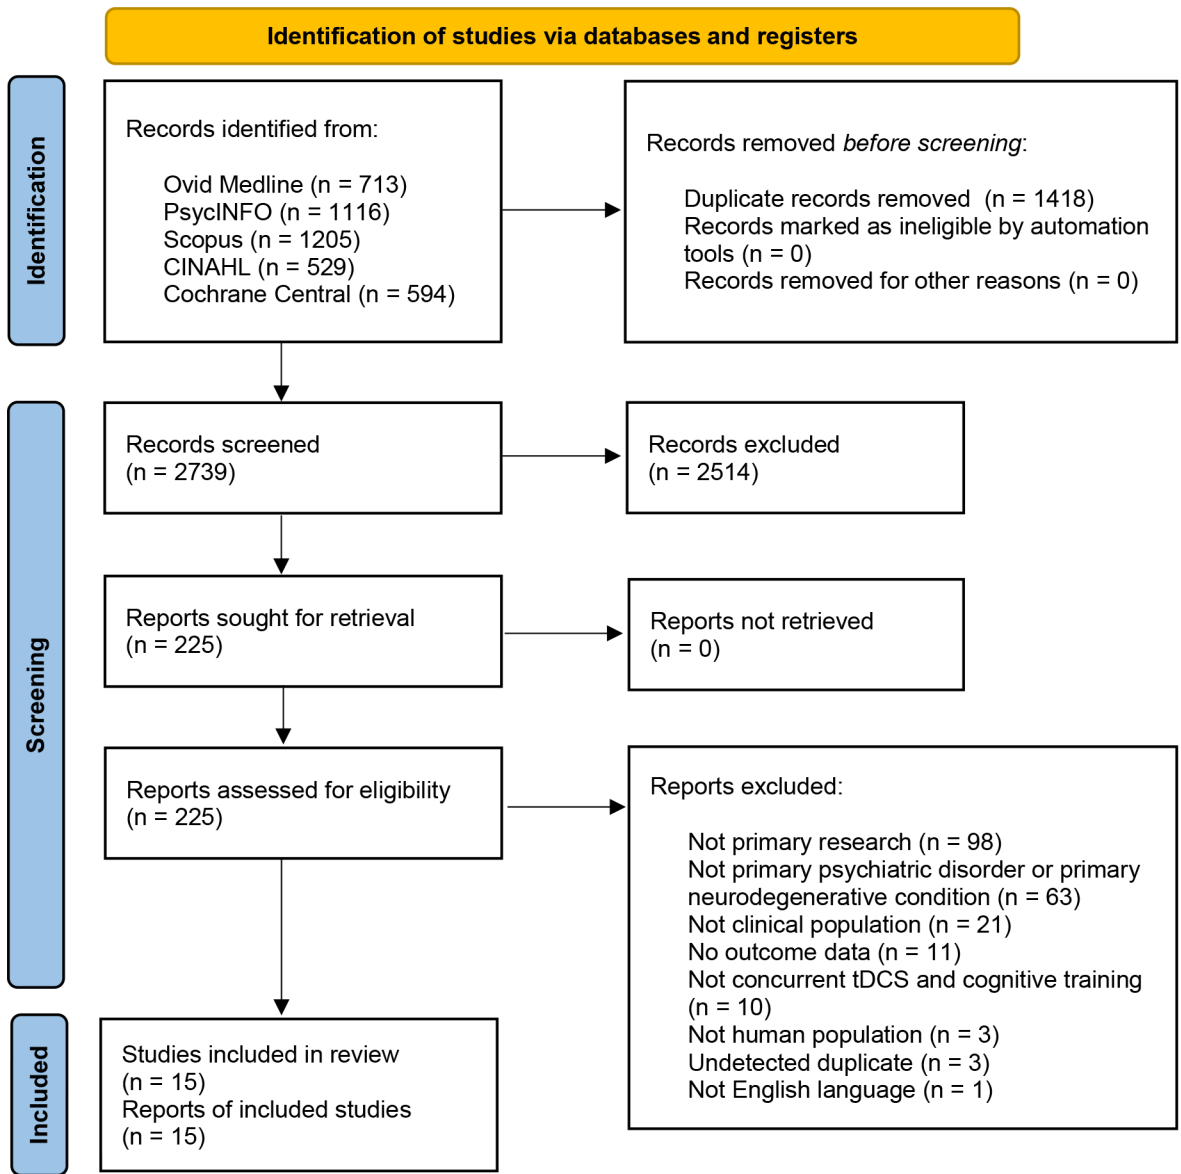 Identification of studies via databases and registers
Identification
Records identified from:
Ovid Medline (n = 713)
PsycINFO (n = 1116)
Scopus (n = 1205)
CINAHL (n = 529)
Cochrane Central (n = 594)
Records removed before screening:
Duplicate records removed  (n = 1418)
Records marked as ineligible by automation
tools (n = 0)
Records removed for other reasons (n = 0)
Screening
Records screened
(n = 2739)
Records excluded
(n = 2514)
Reports sought for retrieval
(n = 225)
Reports not retrieved
(n = 0)
Reports assessed for eligibility
(n = 225)
Reports excluded:
Not primary research (n = 98)
Not primary psychiatric disorder or primary
neurodegenerative condition (n = 63)
Not clinical population (n = 21)
No outcome data (n = 11)
Not concurrent tDCS and cognitive training
(n = 10)
Not human population (n = 3)
Undetected duplicate (n = 3)
Not English language (n = 1)
Included
Studies included in review
(n = 15)
Reports of included studies
(n = 15)